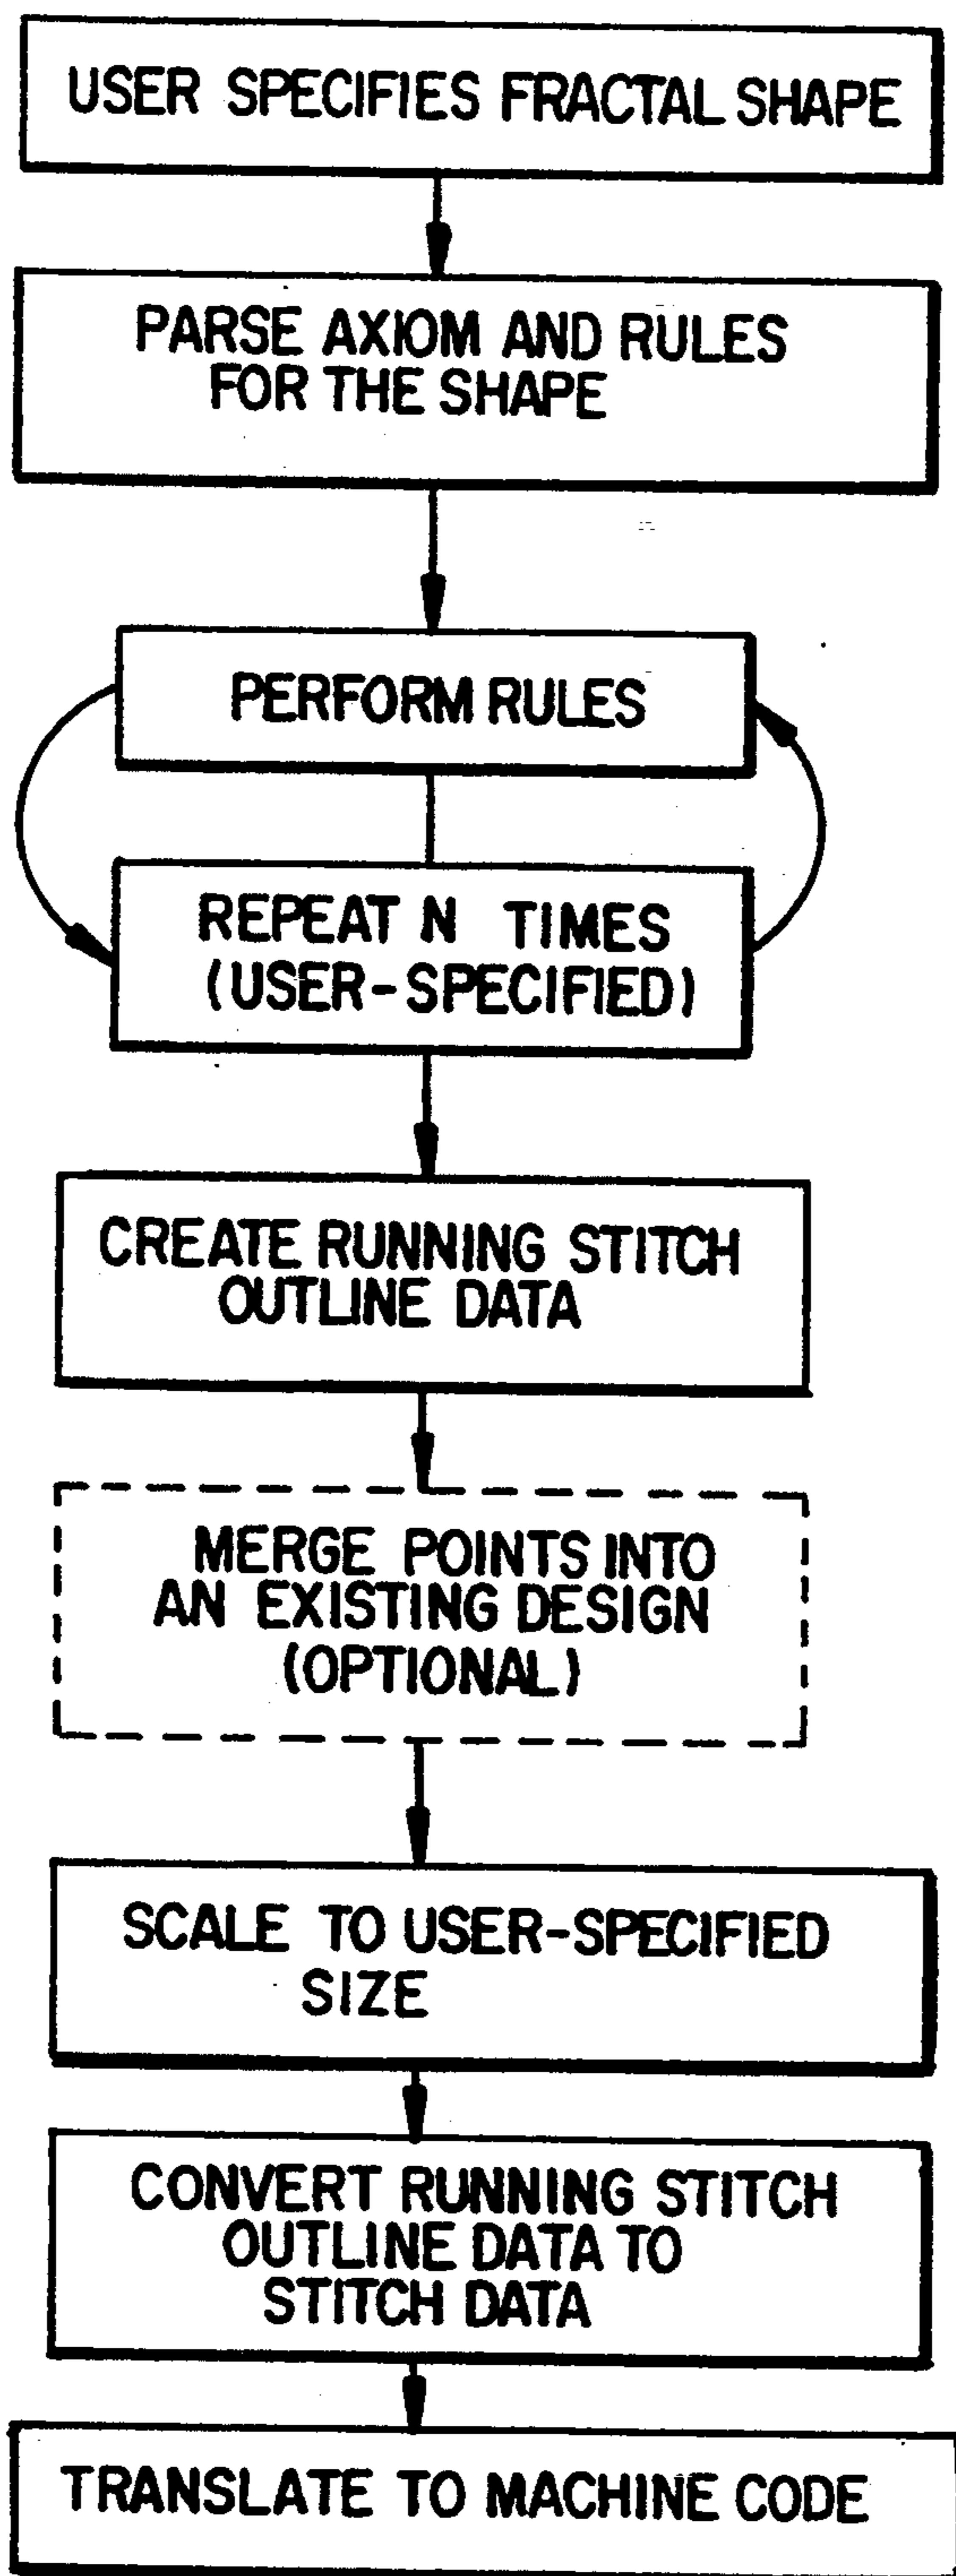 USER SPECIFIES FRACTAL SHAPE
PARSE AXIOM AND RULES
FOR THE SHAPE
PERFORM RULES
REPEAT N TIMES
(USER-SPECIFIED)
CREATE RUNNING STITCH
OUTLINE DATA
MERGE POINTS INTO
AN EXISTING DESIGN
(OPTIONAL)
SCALE TO USER-SPECIFIED
SIZE
CONVERT RUNNING STITCH
OUTLINE DATA TO
STITCH DATA
TRANSLATE TO MACHINE CODE